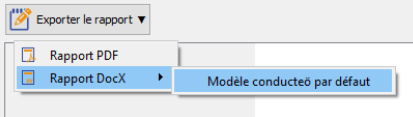 Exporter le rapport
Rapport PDF
Rapport DocX
Modèle conducteö par défaut